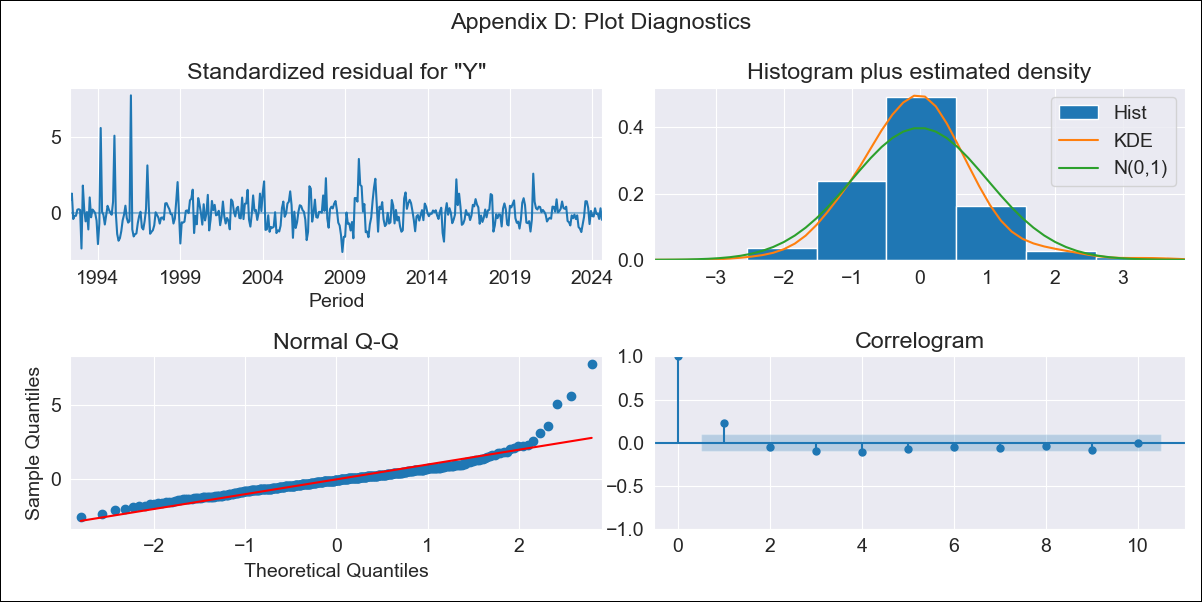 Appendix D: Plot Diagnostics
Standardized residual for "Y"
5
0
1994 1999 2004 2009 2014 2019 2024
Period
Histogram plus estimated density
0.4
0.2
0.0
−3 −2 −1 0 1 2 3
Hist
KDE
N(0,1)
Normal Q-Q
Sample Quantiles
5
0
−2 −1 0 1 2
Theoretical Quantiles
Correlogram
1.0
0.5
0.0
−0.5
−1.0
0 2 4 6 8 10